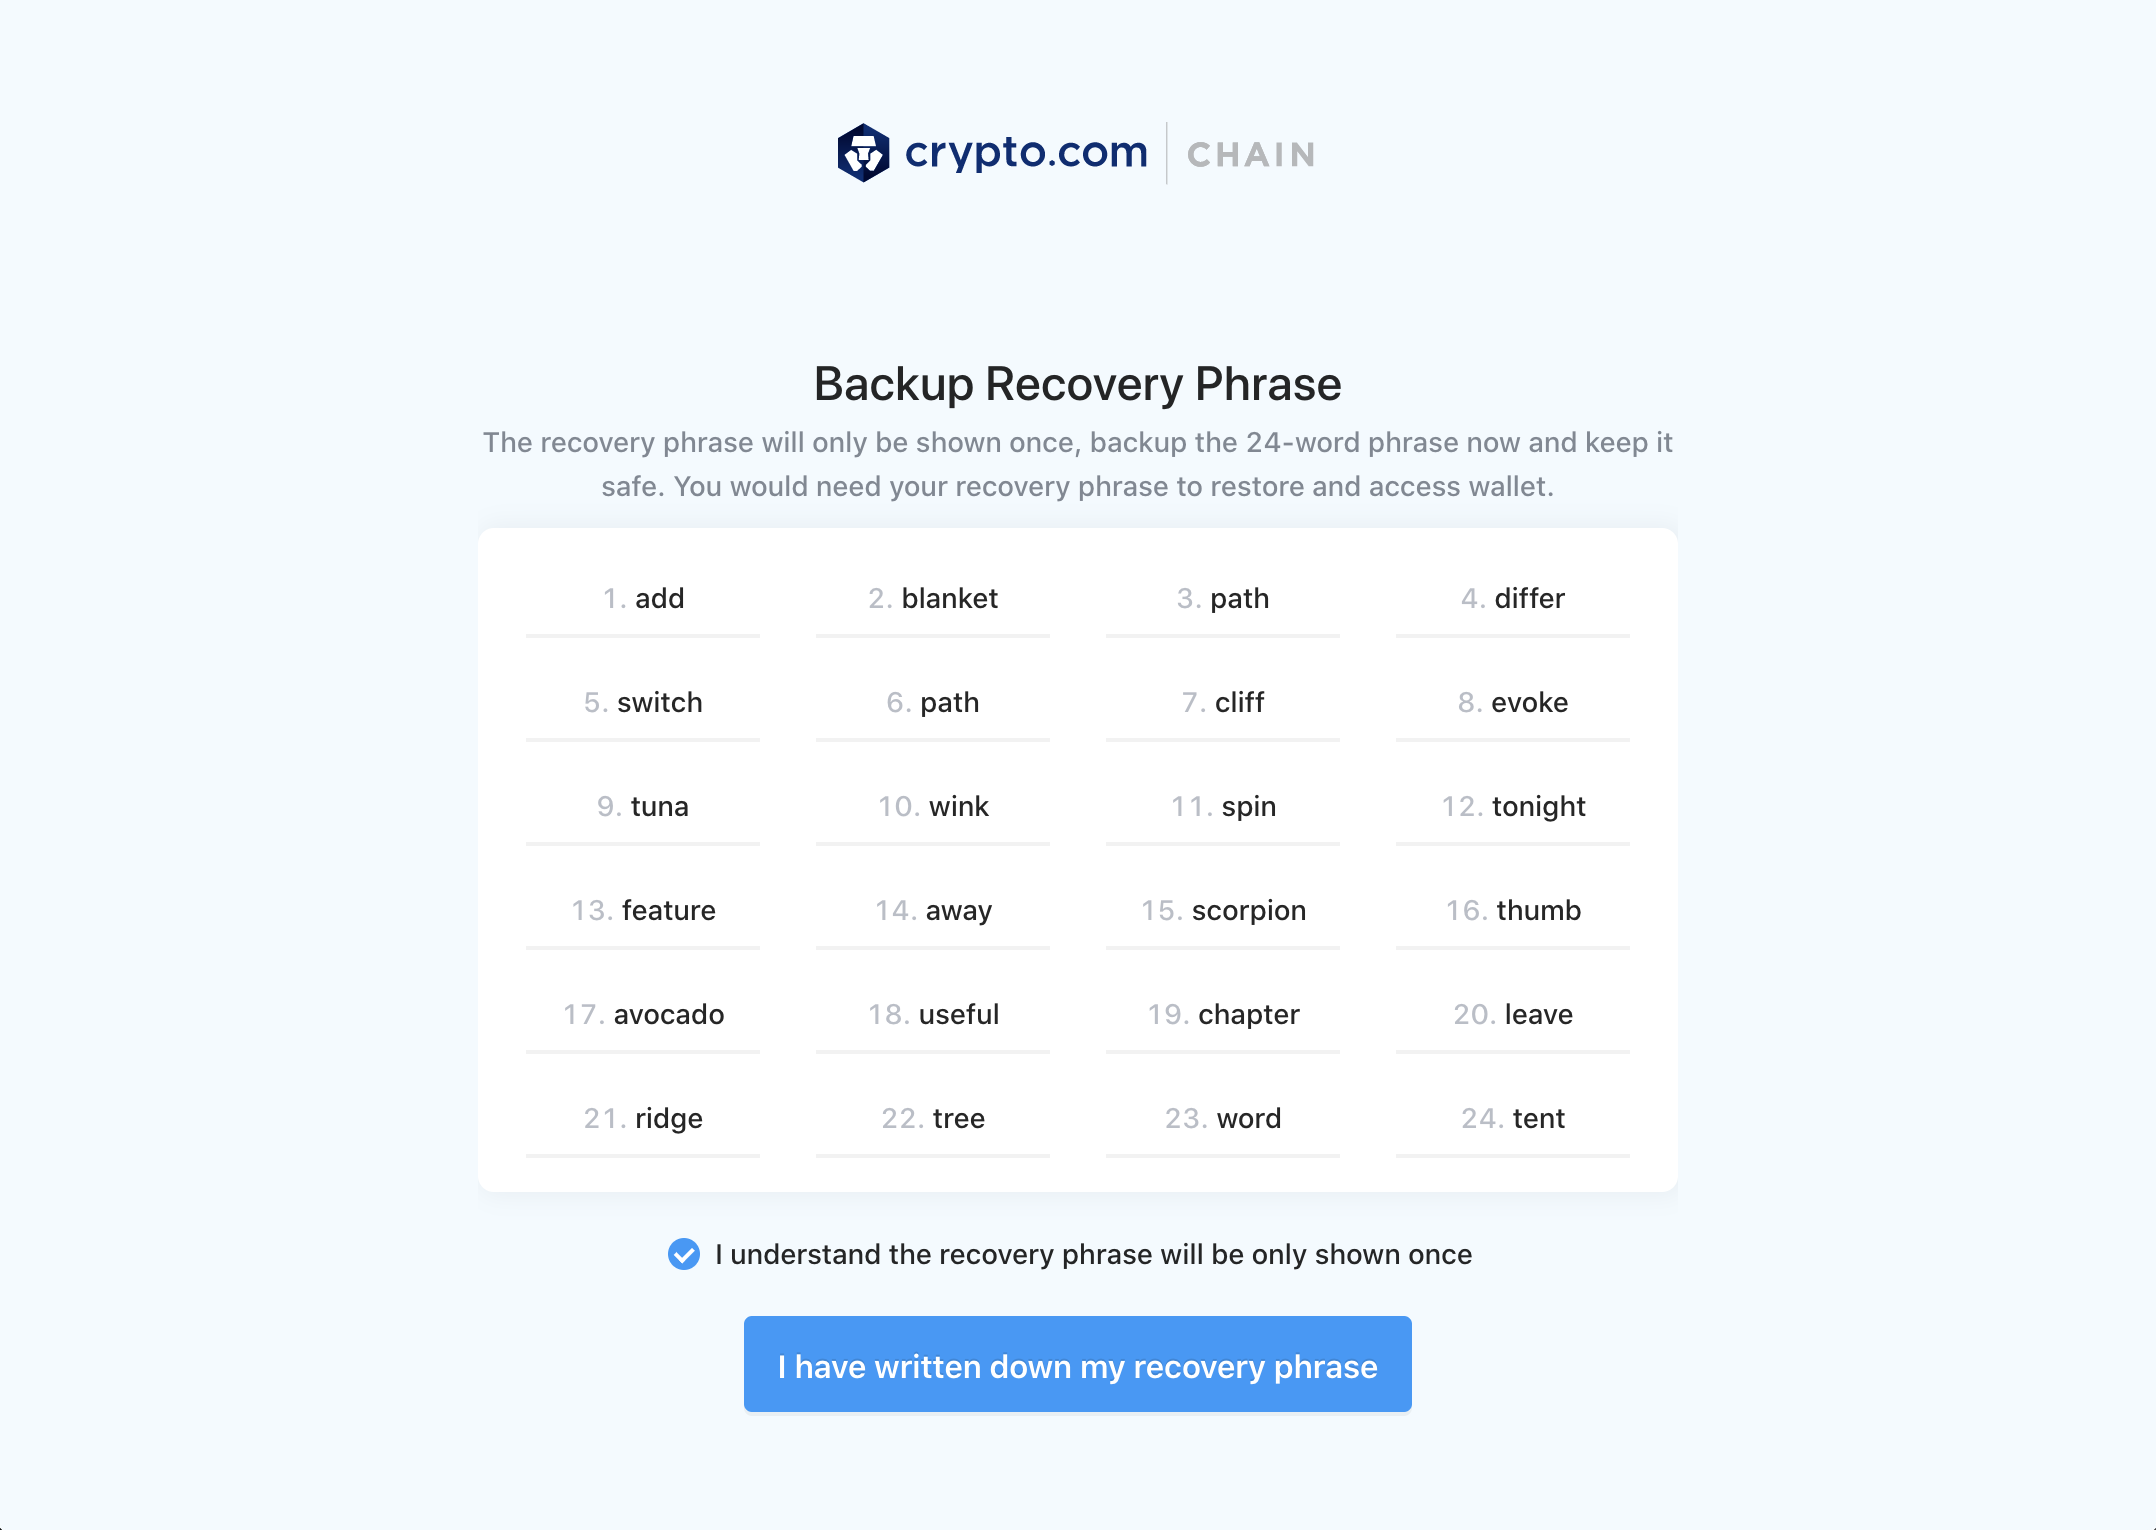 crypto.com CHAIN
Backup Recovery Phrase
The recovery phrase will only be shown once, backup the 24-word phrase now and keep it
safe. You would need your recovery phrase to restore and access wallet.
1. add 2. blanket 3. path 4. differ
5. switch 6. path 7. cliff 8. evoke
9. tuna 10. wink 11. spin 12. tonight
13. feature 14. away 15. scorpion 16. thumb
17. avocado 18. useful 19. chapter 20. leave
21. ridge 22. tree 23. word 24. tent
I understand the recovery phrase will be only shown once
I have written down my recovery phrase